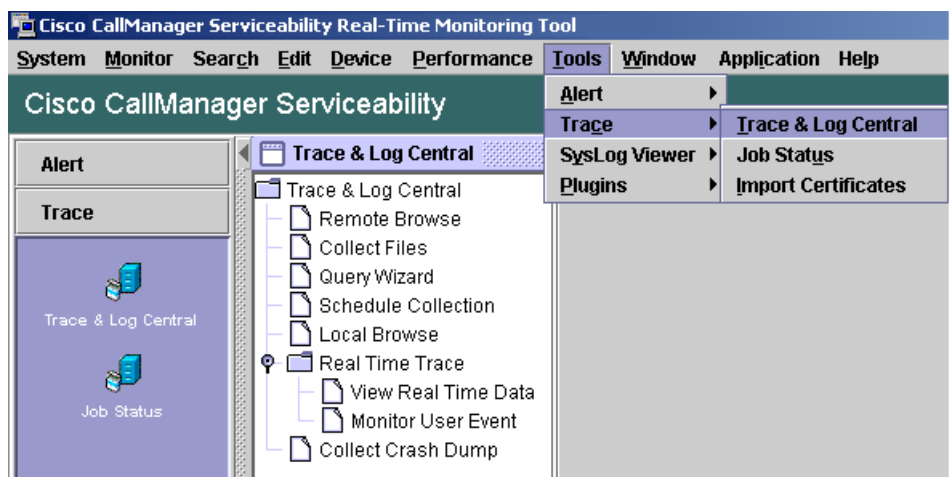 Cisco CallManager Serviceability Real-Time Monitoring Tool
System Monitor Search Edit Device Performance Tools Window Application Help
Cisco CallManager Serviceability
Alert
Trace
SysLog Viewer
Plugins
Trace & Log Central
Job Status
Import Certificates
Alert
Trace
Trace & Log Central
Job Status
Trace & Log Central
Trace & Log Central
Remote Browse
Collect Files
Query Wizard
Schedule Collection
Local Browse
Real Time Trace
View Real Time Data
Monitor User Event
Collect Crash Dump